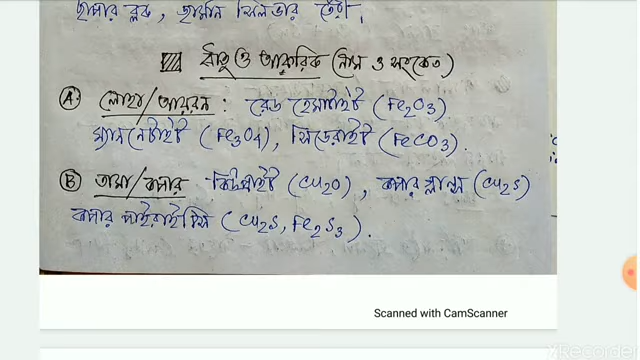 জার্মান সিলভার তৈরী।
ধাতু ও আকরিক (নাম ও সংকেত)
(A) লোহা/আয়রন : রেড হেমাটাইট (Fe2O3)
ম্যাগনেটাইট (Fe3O4), সিডেরাইট (FeCO3).
(B) তামা/কপার কিউপ্রাইট (Cu2O), কপার গ্লান্স (Cu2S)
কপার পাইরাইটিস (Cu2S, Fe2S3).
Scanned with CamScanner
XRecorder